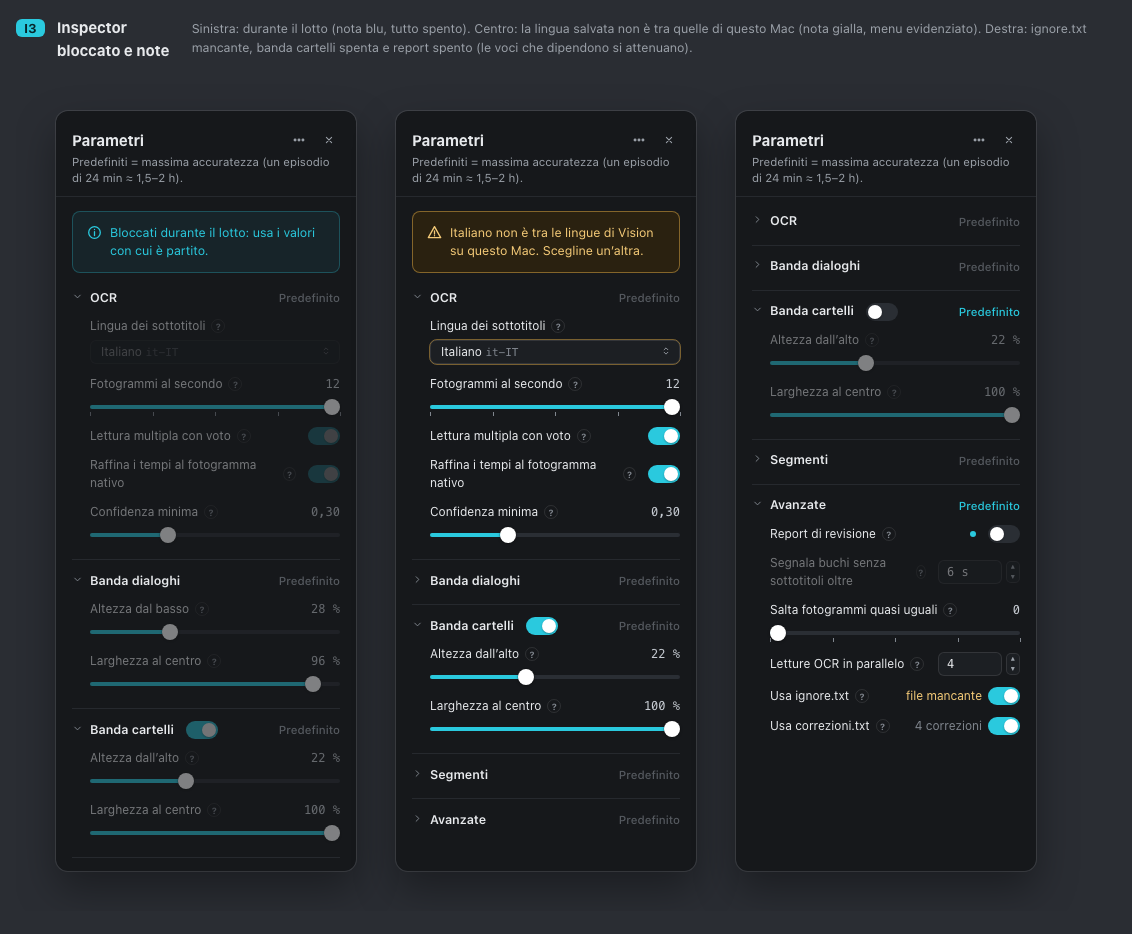 I3 Inspector bloccato e note
Sinistra: durante il lotto (nota blu, tutto spento). Centro: la lingua salvata non è tra quelle di questo Mac (nota gialla, menu evidenziato). Destra: ignore.txt
mancante, banda cartelli spenta e report spento (le voci che dipendono si attenuano).
Parametri
Predefiniti = massima accuratezza (un episodio
di 24 min ≈ 1,5–2 h).
Bloccati durante il lotto: usa i valori
con cui è partito.
OCR Predefinito
Lingua dei sottotitoli ?
Italiano it-IT
Fotogrammi al secondo ? 12
Lettura multipla con voto ?
Raffina i tempi al fotogramma
nativo ?
Confidenza minima ? 0,30
Banda dialoghi Predefinito
Altezza dal basso ? 28 %
Larghezza al centro ? 96 %
Banda cartelli Predefinito
Altezza dall'alto ? 22 %
Larghezza al centro ? 100 %
Parametri
Predefiniti = massima accuratezza (un episodio
di 24 min ≈ 1,5–2 h).
Italiano non è tra le lingue di Vision
su questo Mac. Scegline un'altra.
OCR Predefinito
Lingua dei sottotitoli ?
Italiano it-IT
Fotogrammi al secondo ? 12
Lettura multipla con voto ?
Raffina i tempi al fotogramma
nativo ?
Confidenza minima ? 0,30
Banda dialoghi Predefinito
Banda cartelli Predefinito
Altezza dall'alto ? 22 %
Larghezza al centro ? 100 %
Segmenti Predefinito
Avanzate Predefinito
Parametri
Predefiniti = massima accuratezza (un episodio
di 24 min ≈ 1,5–2 h).
OCR Predefinito
Banda dialoghi Predefinito
Banda cartelli Predefinito
Altezza dall'alto ? 22 %
Larghezza al centro ? 100 %
Segmenti Predefinito
Avanzate Predefinito
Report di revisione ?
Segnala buchi senza
sottotitoli oltre ? 6 s
Salta fotogrammi quasi uguali ? 0
Letture OCR in parallelo ? 4
Usa ignore.txt ? file mancante
Usa correzioni.txt ? 4 correzioni